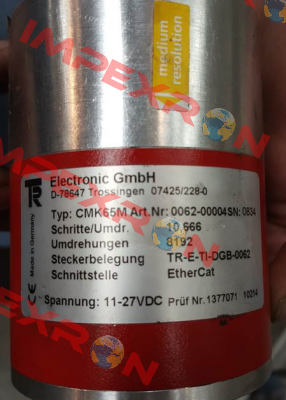 IMPEXRON
medium
resolution
TR
Made in Germany
CE
Electronic GmbH
D-78647 Trossingen 07425/228-0
Typ: CMK65M Art.Nr: 0062-00004 SN: 0834
Schritte/Umdr. 10,666
Umdrehungen 8192
Steckerbelegung TR-E-TI-DGB-0062
Schnittstelle EtherCat
Spannung: 11-27VDC Prüf Nr. 1377071 10214